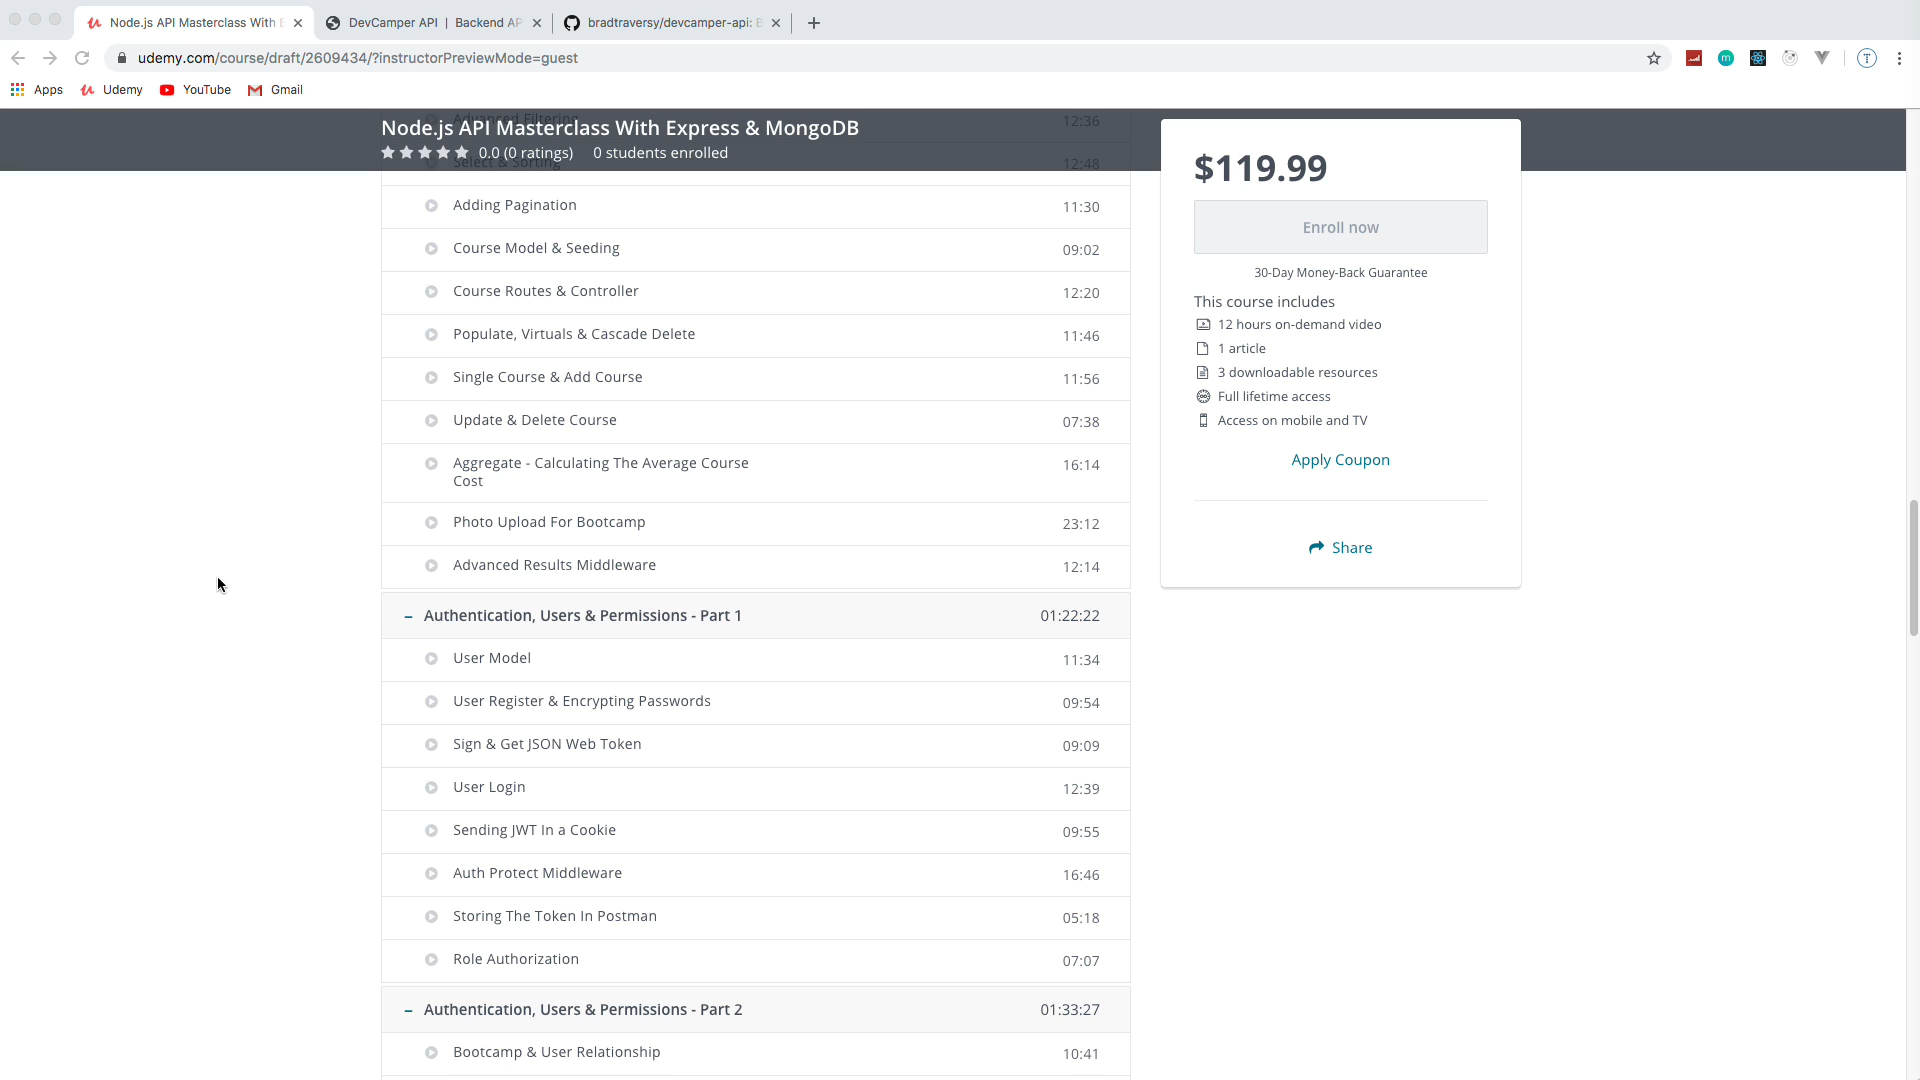 Node.js API Masterclass With E
DevCamper API | Backend AP
bradtraversy/devcamper-api: B
udemy.com/course/draft/2609434/?instructorPreviewMode=guest
m
T
Apps
Udemy
YouTube
Gmail
Advanced Filtering 12:36
Node.js API Masterclass With Express & MongoDB
0.0 (0 ratings) 0 students enrolled
Select & Sorting 12:48
Adding Pagination 11:30
Course Model & Seeding 09:02
Course Routes & Controller 12:20
Populate, Virtuals & Cascade Delete 11:46
Single Course & Add Course 11:56
Update & Delete Course 07:38
Aggregate - Calculating The Average Course 16:14
Cost
Photo Upload For Bootcamp 23:12
Advanced Results Middleware 12:14
Authentication, Users & Permissions - Part 1 01:22:22
User Model 11:34
User Register & Encrypting Passwords 09:54
Sign & Get JSON Web Token 09:09
User Login 12:39
Sending JWT In a Cookie 09:55
Auth Protect Middleware 16:46
Storing The Token In Postman 05:18
Role Authorization 07:07
Authentication, Users & Permissions - Part 2 01:33:27
Bootcamp & User Relationship 10:41
$119.99
Enroll now
30-Day Money-Back Guarantee
This course includes
12 hours on-demand video
1 article
3 downloadable resources
Full lifetime access
Access on mobile and TV
Apply Coupon
Share